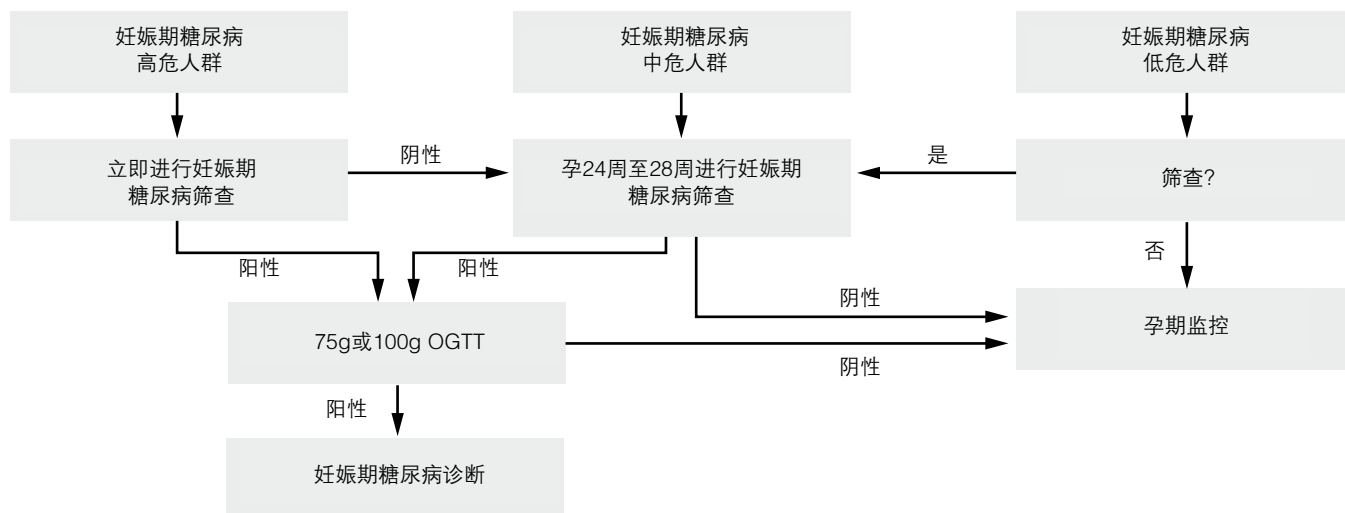 妊娠期糖尿病
高危人群
妊娠期糖尿病
中危人群
妊娠期糖尿病
低危人群
立即进行妊娠期
糖尿病筛查
阴性
孕24周至28周进行妊娠期
糖尿病筛查
是
筛查?
阳性
阳性
否
阴性
75g或100g OGTT
孕期监控
阴性
阳性
妊娠期糖尿病诊断